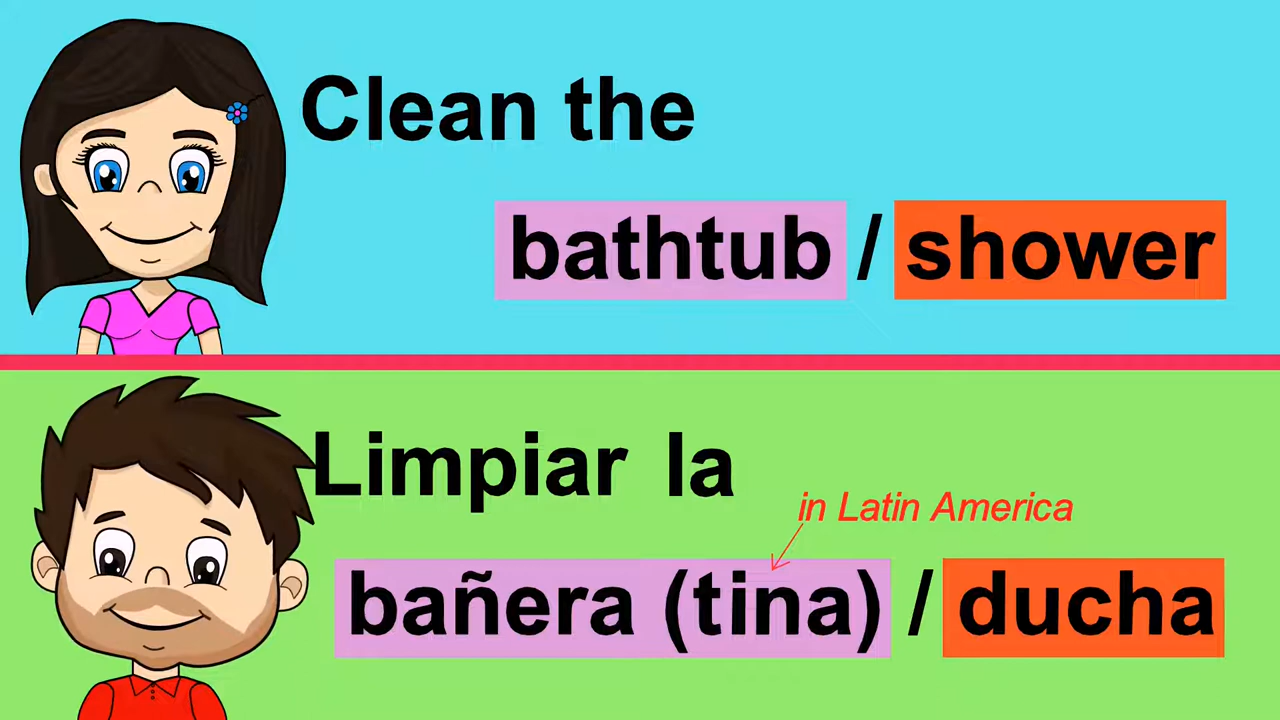 Clean the
bathtub / shower
Limpiar la
in Latin America
bañera (tina) / ducha